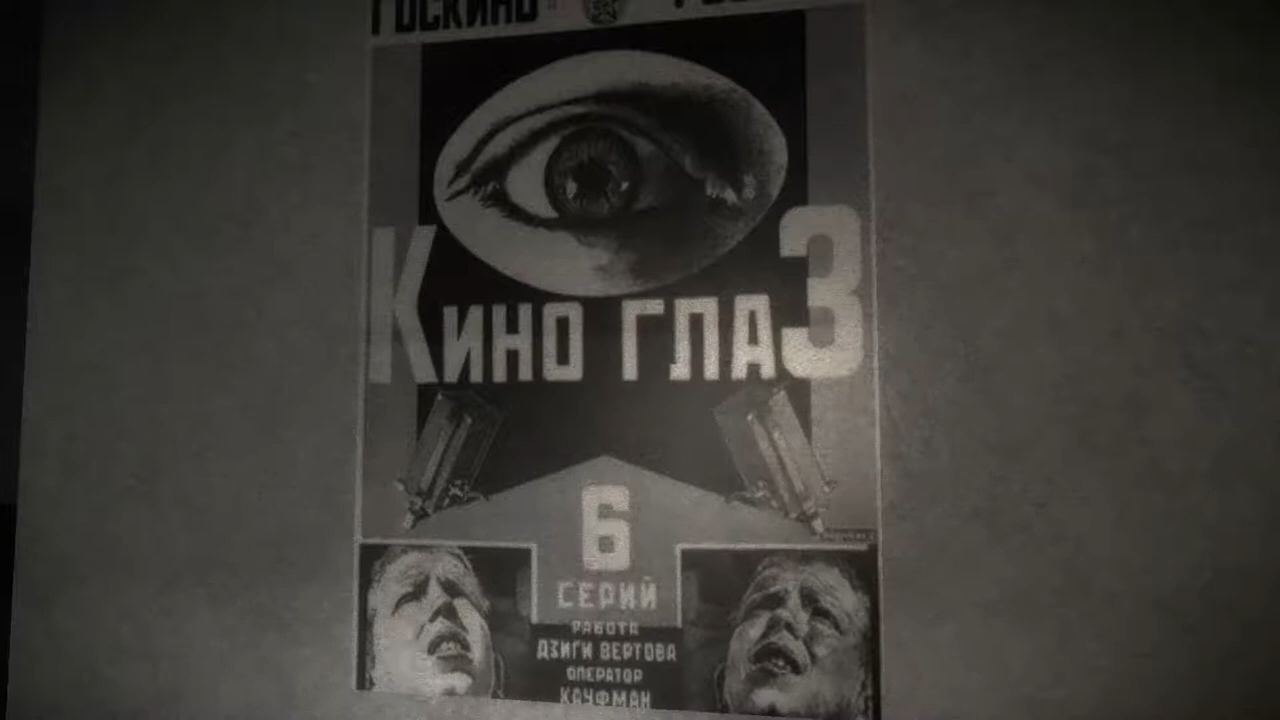 ГОСКИНО
КИНО ГЛАЗ
6
СЕРИЙ
РАБОТА
ДЗИГИ ВЕРТОВА
ОПЕРАТОР
КАУФМАН